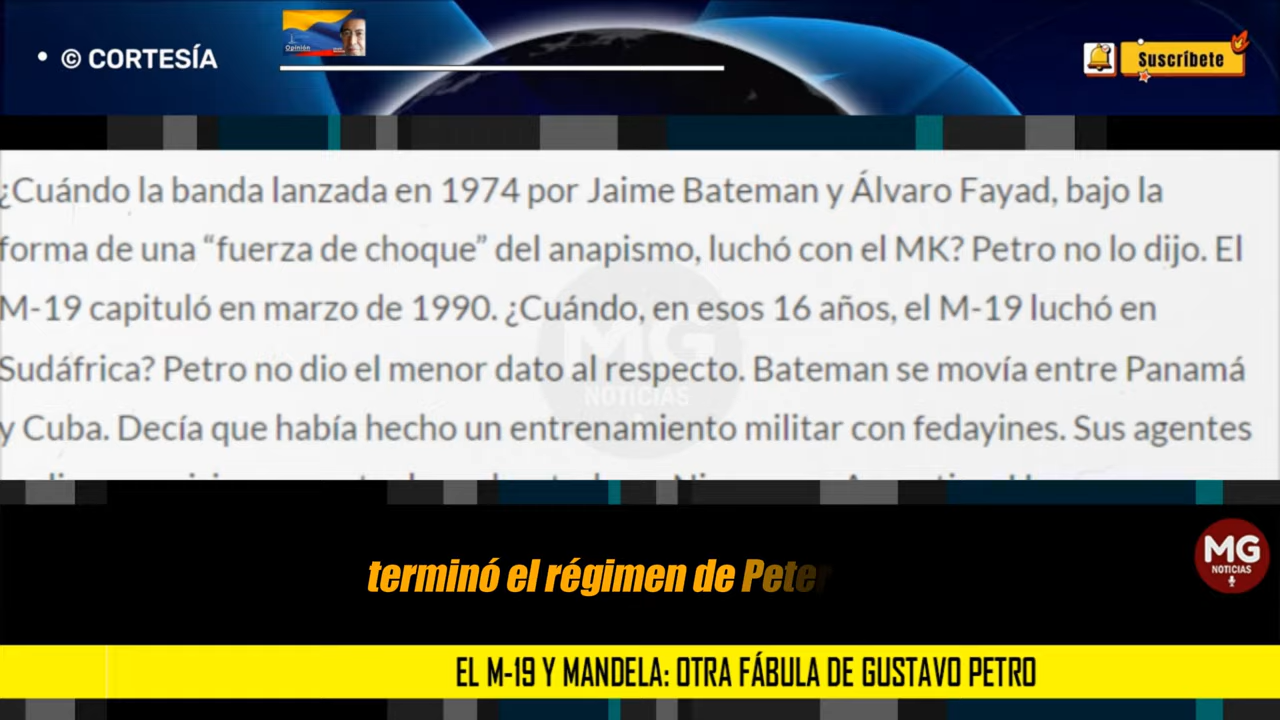 • © CORTESÍA
Opinión
Suscríbete
¿Cuándo la banda lanzada en 1974 por Jaime Bateman y Álvaro Fayad, bajo la
forma de una “fuerza de choque” del anapismo, luchó con el MK? Petro no lo dijo. El
M-19 capituló en marzo de 1990. ¿Cuándo, en esos 16 años, el M-19 luchó en
Sudáfrica? Petro no dio el menor dato al respecto. Bateman se movía entre Panamá
y Cuba. Decía que había hecho un entrenamiento militar con fedayines. Sus agentes
MG
NOTICIAS
terminó el régimen de Peter
MG
NOTICIAS
EL M-19 Y MANDELA: OTRA FÁBULA DE GUSTAVO PETRO